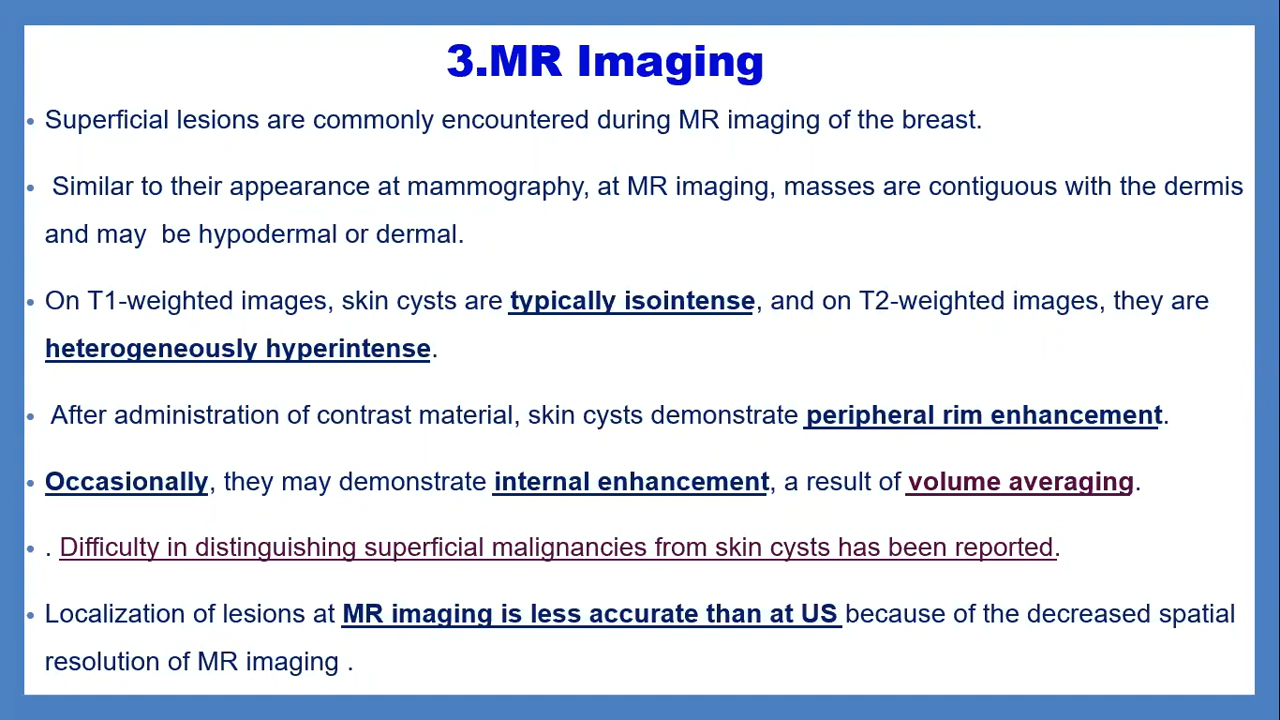 3.MR Imaging
• Superficial lesions are commonly encountered during MR imaging of the breast.
• Similar to their appearance at mammography, at MR imaging, masses are contiguous with the dermis
and may be hypodermal or dermal.
• On T1-weighted images, skin cysts are typically isointense, and on T2-weighted images, they are
heterogeneously hyperintense.
• After administration of contrast material, skin cysts demonstrate peripheral rim enhancement.
• Occasionally, they may demonstrate internal enhancement, a result of volume averaging.
• . Difficulty in distinguishing superficial malignancies from skin cysts has been reported.
• Localization of lesions at MR imaging is less accurate than at US because of the decreased spatial
resolution of MR imaging .